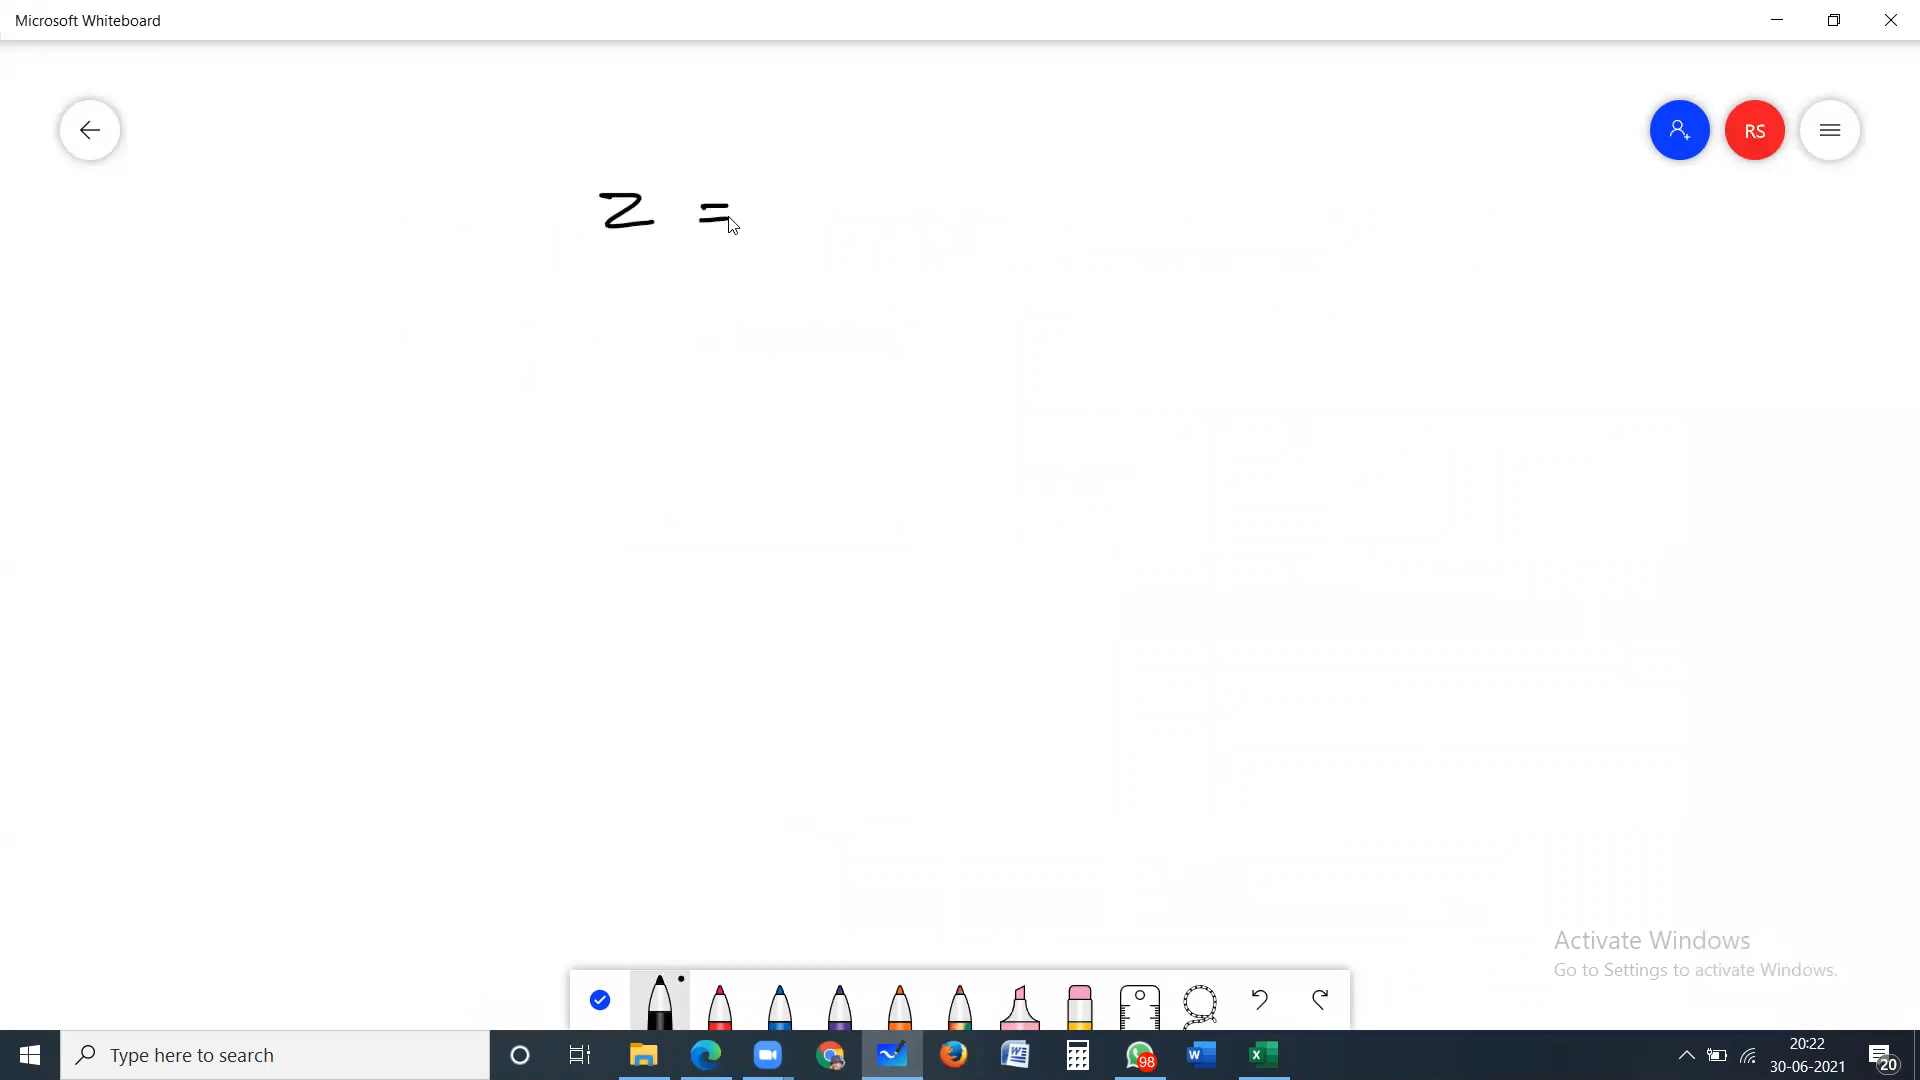 Microsoft Whiteboard
RS
Z =
Activate Windows
Go to Settings to activate Windows.
Type here to search
98
20:22
30-06-2021
20